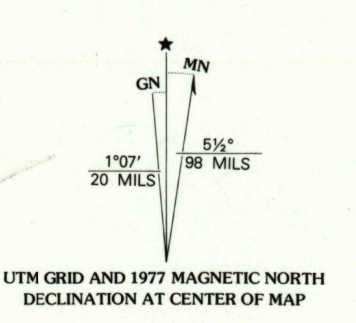 ★
MN
GN
5½°
98 MILS
1°07'
20 MILS
UTM GRID AND 1977 MAGNETIC NORTH
DECLINATION AT CENTER OF MAP